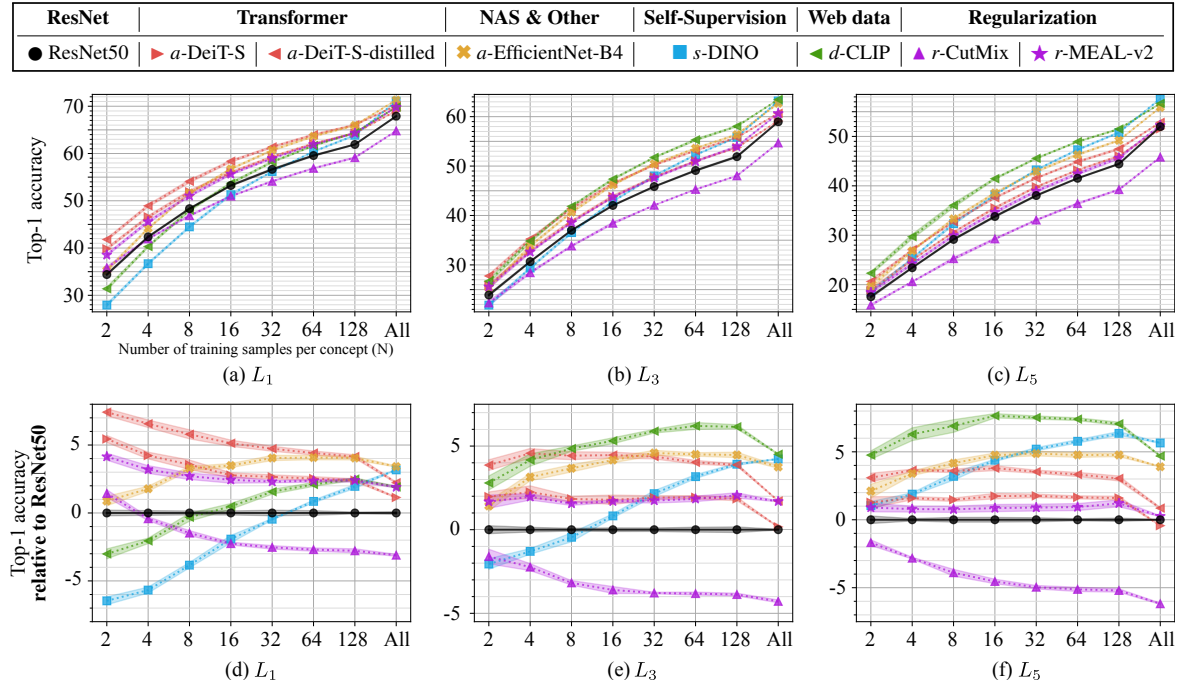 ResNet Transformer NAS & Other Self-Supervision Web data Regularization
ResNet50 a-DeiT-S a-DeiT-S-distilled a-EfficientNet-B4 s-DINO d-CLIP r-CutMix r-MEAL-v2
Top-1 accuracy
70
60
50
40
30
2 4 8 16 32 64 128 All
Number of training samples per concept (N)
(a) L1
60
50
40
30
2 4 8 16 32 64 128 All
(b) L3
50
40
30
20
2 4 8 16 32 64 128 All
(c) L5
Top-1 accuracy
relative to ResNet50
5
0
-5
2 4 8 16 32 64 128 All
(d) L1
5
0
-5
2 4 8 16 32 64 128 All
(e) L3
5
0
-5
2 4 8 16 32 64 128 All
(f) L5